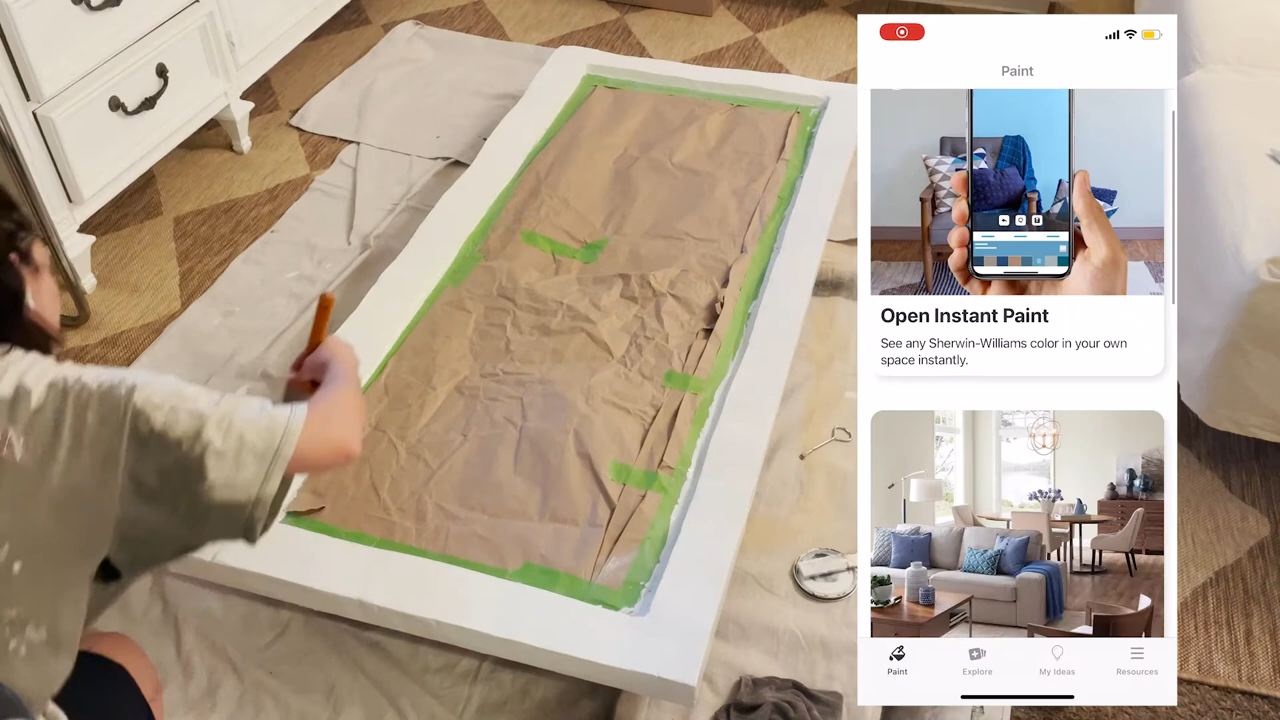 Paint
Open Instant Paint
See any Sherwin-Williams color in your own
space instantly.
Paint
Explore
My Ideas
Resources